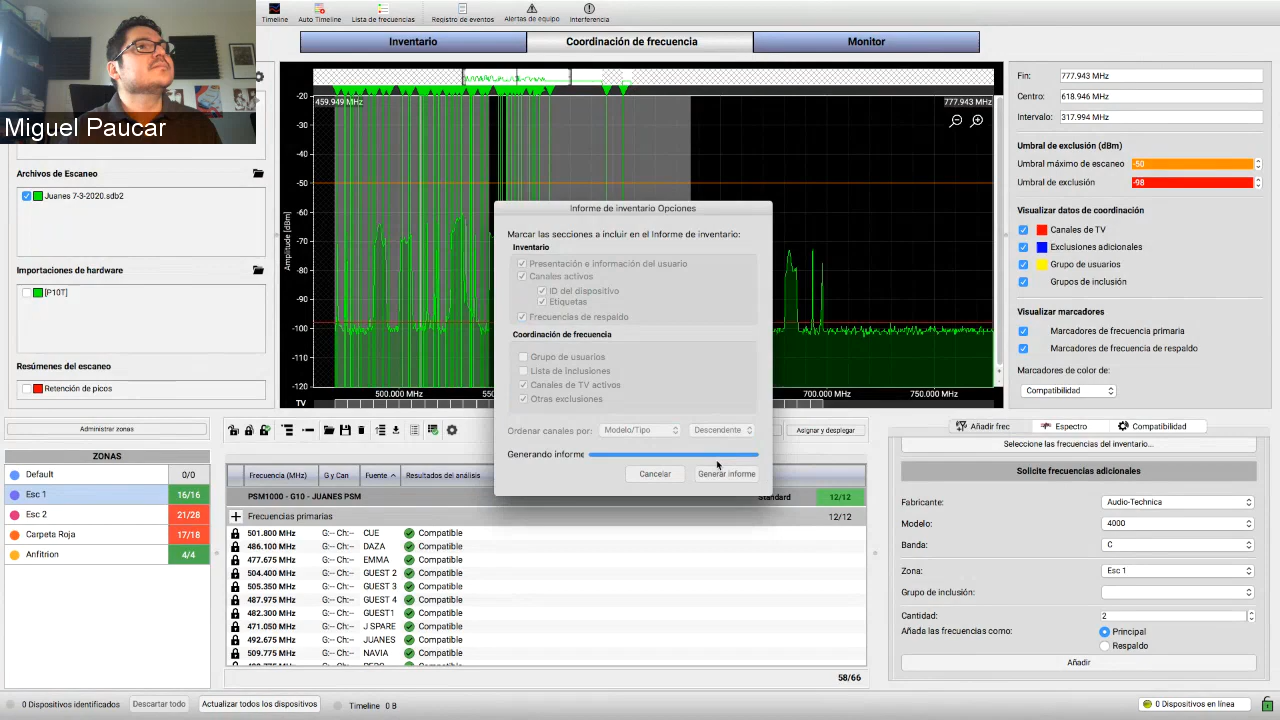 Timeline
Auto Timeline
Lista de frecuencias
Registro de eventos
Alertas de equipo
Interferencia
Inventario
Coordinación de frecuencia
Monitor
Miguel Paucar
Archivos de Escaneo
Juanes 7-3-2020.sdb2
Importaciones de hardware
[P10T]
Resúmenes del escaneo
Retención de picos
459.949 MHz
777.943 MHz
Amplitude [dBm]
-20
-30
-40
-50
-60
-70
-80
-90
-100
-110
-120
500.000 MHz
700.000 MHz
750.000 MHz
TV
Fin:
777.943 MHz
Centro:
618.946 MHz
Intervalo:
317.994 MHz
Umbral de exclusión (dBm)
Umbral máximo de escaneo
-50
Umbral de exclusión
-98
Visualizar datos de coordinación
Canales de TV
Exclusiones adicionales
Grupo de usuarios
Grupos de inclusión
Visualizar marcadores
Marcadores de frecuencia primaria
Marcadores de frecuencia de respaldo
Marcadores de color de:
Compatibilidad
Informe de inventario Opciones
Marcar las secciones a incluir en el Informe de inventario:
Inventario
Presentación e información del usuario
Canales activos
ID del dispositivo
Etiquetas
Frecuencias de respaldo
Coordinación de frecuencia
Grupo de usuarios
Lista de inclusiones
Canales de TV activos
Otras exclusiones
Ordenar canales por:
Modelo/Tipo
Descendente
Generando informe
Cancelar
Generar informe
Administrar zonas
ZONAS
Default 0/0
Esc 1 16/16
Esc 2 21/28
Carpeta Roja 17/18
Anfitrion 4/4
Asignar y desplegar
Frecuencia (MHz)
G y Can
Fuente
Resultados del análisis
PSM1000 - G10 - JUANES PSM
Standard
12/12
Frecuencias primarias
12/12
501.800 MHz G:-- Ch:-- CUE Compatible
486.100 MHz G:-- Ch:-- DAZA Compatible
477.675 MHz G:-- Ch:-- EMMA Compatible
504.400 MHz G:-- Ch:-- GUEST 2 Compatible
505.350 MHz G:-- Ch:-- GUEST 3 Compatible
487.975 MHz G:-- Ch:-- GUEST 4 Compatible
482.300 MHz G:-- Ch:-- GUEST1 Compatible
471.050 MHz G:-- Ch:-- J SPARE Compatible
492.675 MHz G:-- Ch:-- JUANES Compatible
509.775 MHz G:-- Ch:-- NAVIA Compatible
58/66
Añadir frec
Espectro
Compatibilidad
Seleccione las frecuencias del inventario...
Solicite frecuencias adicionales
Fabricante:
Audio-Technica
Modelo:
4000
Banda:
C
Zona:
Esc 1
Grupo de inclusión:
Cantidad:
2
Añada las frecuencias como:
Principal
Respaldo
Añadir
0 Dispositivos identificados
Descartar todo
Actualizar todos los dispositivos
Timeline 0 B
0 Dispositivos en línea